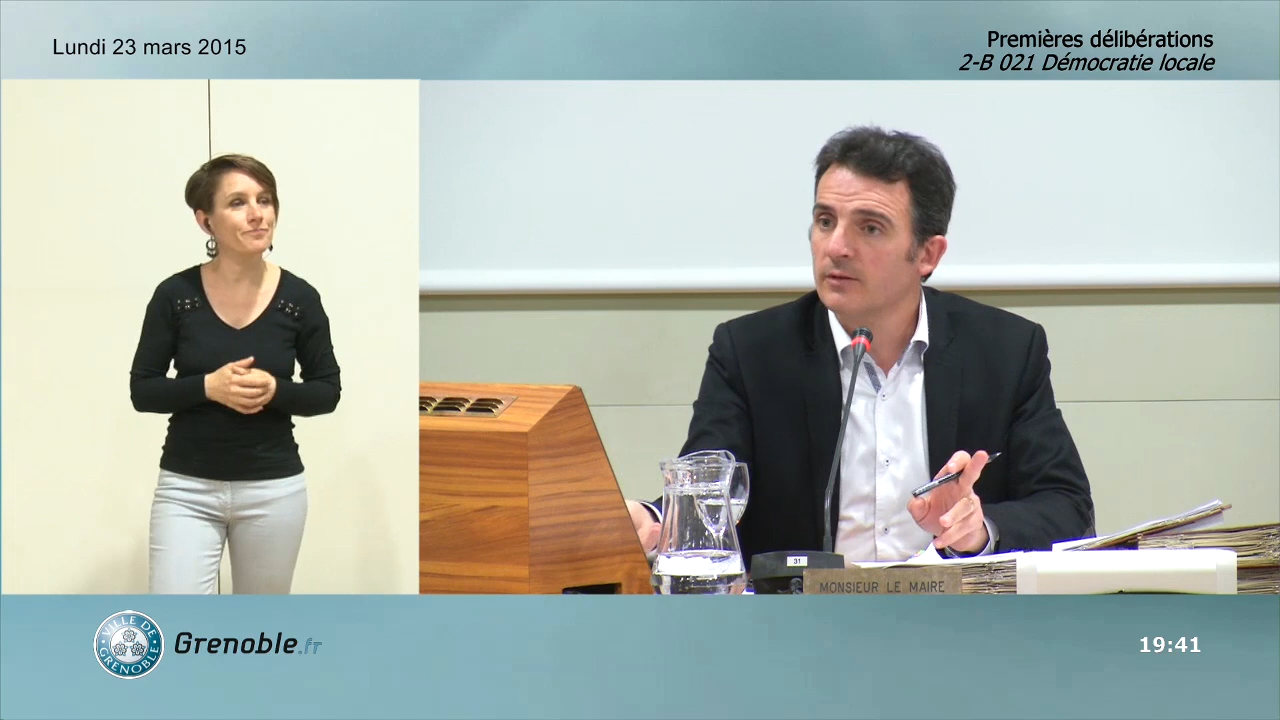 Lundi 23 mars 2015
Premières délibérations
2-B 021 Démocratie locale
31
MONSIEUR LE MAIRE
VILLE DE
GRENOBLE
Grenoble.fr
19:41